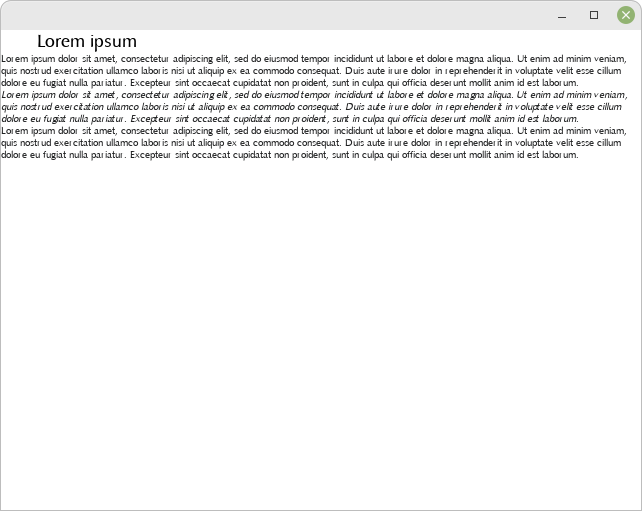 Lorem ipsum
Lorem ipsum dolor sit amet, consectetur adipiscing elit, sed do eiusmod tempor incididunt ut labore et dolore magna aliqua. Ut enim ad minim veniam,
quis nostrud exercitation ullamco laboris nisi ut aliquip ex ea commodo consequat. Duis aute irure dolor in reprehenderit in voluptate velit esse cillum
dolore eu fugiat nulla pariatur. Excepteur sint occaecat cupidatat non proident, sunt in culpa qui officia deserunt mollit anim id est laborum.
Lorem ipsum dolor sit amet, consectetur adipiscing elit, sed do eiusmod tempor incididunt ut labore et dolore magna aliqua. Ut enim ad minim veniam,
quis nostrud exercitation ullamco laboris nisi ut aliquip ex ea commodo consequat. Duis aute irure dolor in reprehenderit in voluptate velit esse cillum
dolore eu fugiat nulla pariatur. Excepteur sint occaecat cupidatat non proident, sunt in culpa qui officia deserunt mollit anim id est laborum.
Lorem ipsum dolor sit amet, consectetur adipiscing elit, sed do eiusmod tempor incididunt ut labore et dolore magna aliqua. Ut enim ad minim veniam,
quis nostrud exercitation ullamco laboris nisi ut aliquip ex ea commodo consequat. Duis aute irure dolor in reprehenderit in voluptate velit esse cillum
dolore eu fugiat nulla pariatur. Excepteur sint occaecat cupidatat non proident, sunt in culpa qui officia deserunt mollit anim id est laborum.